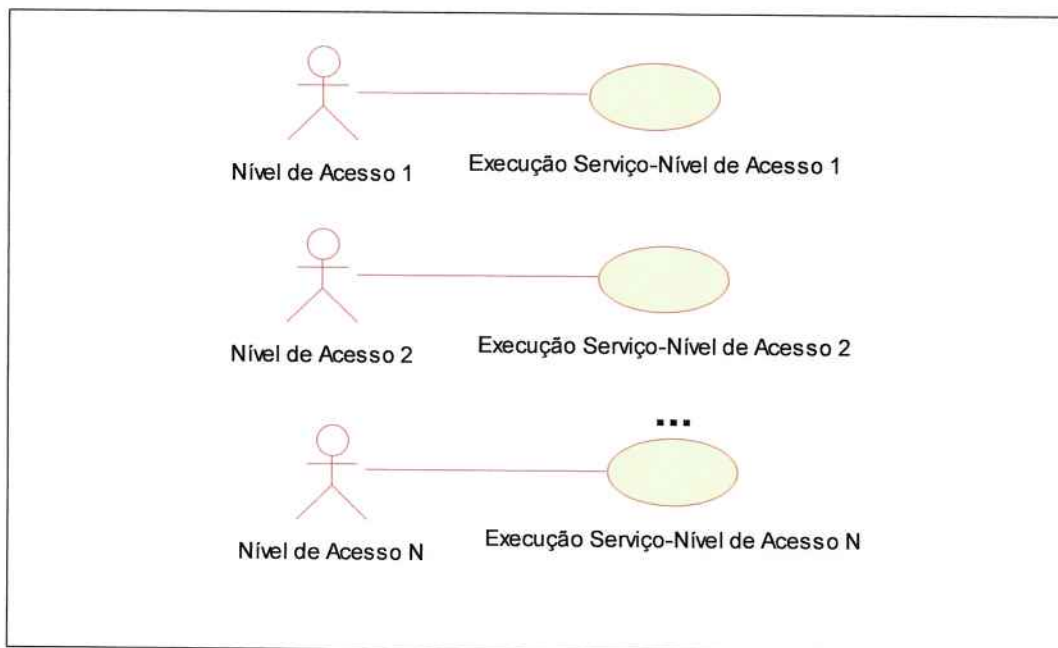 Nível de Acesso 1
Execução Serviço-Nível de Acesso 1
Nível de Acesso 2
Execução Serviço-Nível de Acesso 2
...
Nível de Acesso N
Execução Serviço-Nível de Acesso N